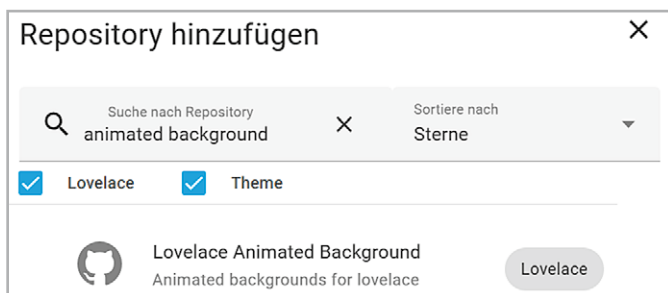 Repository hinzufügen
Suche nach Repository
animated background
Sortiere nach
Sterne
Lovelace
Theme
Lovelace Animated Background
Animated backgrounds for lovelace
Lovelace